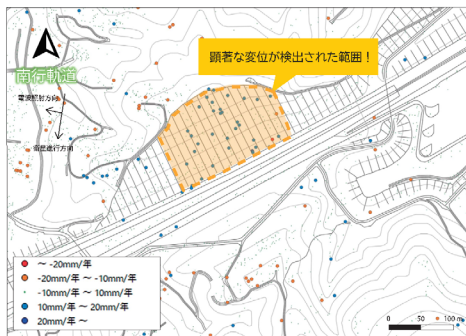 顕著な変位が検出された範囲！
南行軌道
電波照射方向
衛星進行方向
～ -20mm/年
-20mm/年 ～ -10mm/年
-10mm/年 ～ 10mm/年
10mm/年 ～ 20mm/年
20mm/年 ～
0 50 100 m